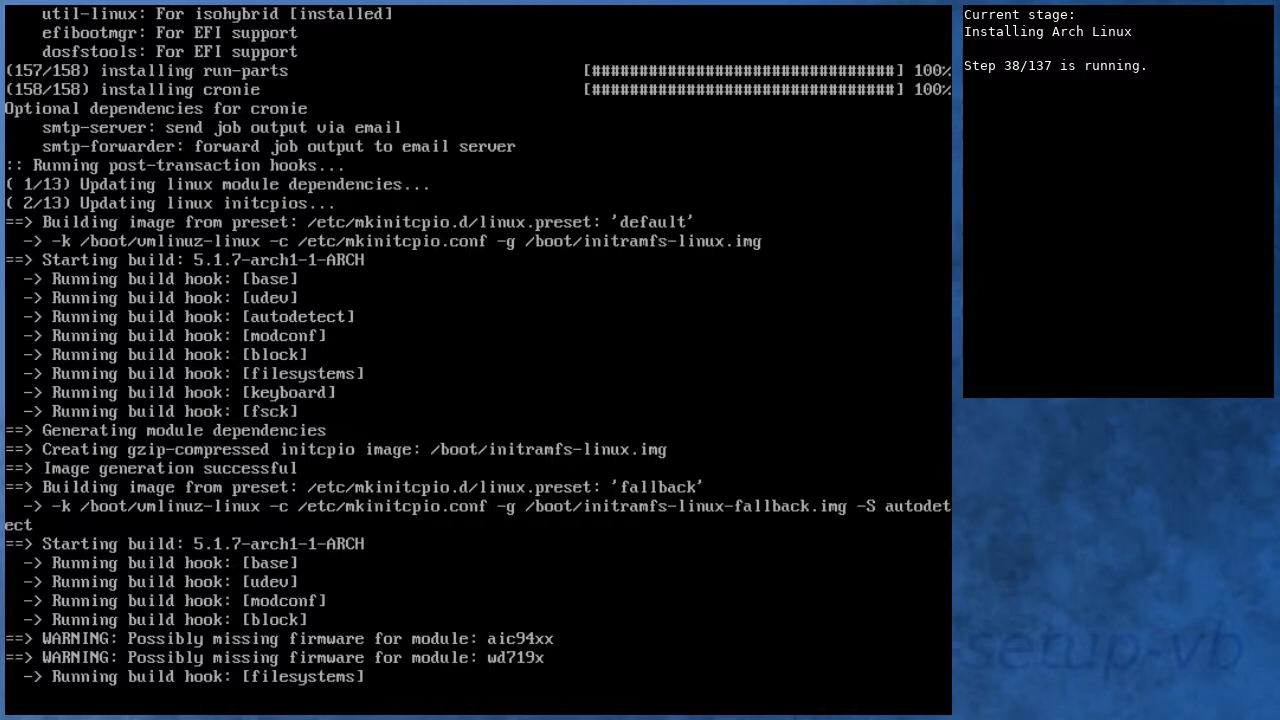 util-linux: For isohybrid [installed]
efibootmgr: For EFI support
dosfstools: For EFI support
(157/158) installing run-parts [################################] 100%
(158/158) installing cronie [################################] 100%
Optional dependencies for cronie
smtp-server: send job output via email
smtp-forwarder: forward job output to email server
:: Running post-transaction hooks...
( 1/13) Updating linux module dependencies...
( 2/13) Updating linux initcpios...
==> Building image from preset: /etc/mkinitcpio.d/linux.preset: 'default'
-> -k /boot/vmlinuz-linux -c /etc/mkinitcpio.conf -g /boot/initramfs-linux.img
==> Starting build: 5.1.7-arch1-1-ARCH
-> Running build hook: [base]
-> Running build hook: [udev]
-> Running build hook: [autodetect]
-> Running build hook: [modconf]
-> Running build hook: [block]
-> Running build hook: [filesystems]
-> Running build hook: [keyboard]
-> Running build hook: [fsck]
==> Generating module dependencies
==> Creating gzip-compressed initcpio image: /boot/initramfs-linux.img
==> Image generation successful
==> Building image from preset: /etc/mkinitcpio.d/linux.preset: 'fallback'
-> -k /boot/vmlinuz-linux -c /etc/mkinitcpio.conf -g /boot/initramfs-linux-fallback.img -S autodet
ect
==> Starting build: 5.1.7-arch1-1-ARCH
-> Running build hook: [base]
-> Running build hook: [udev]
-> Running build hook: [modconf]
-> Running build hook: [block]
==> WARNING: Possibly missing firmware for module: aic94xx
==> WARNING: Possibly missing firmware for module: wd719x
-> Running build hook: [filesystems]
Current stage:
Installing Arch Linux
Step 38/137 is running.
-setup-vb